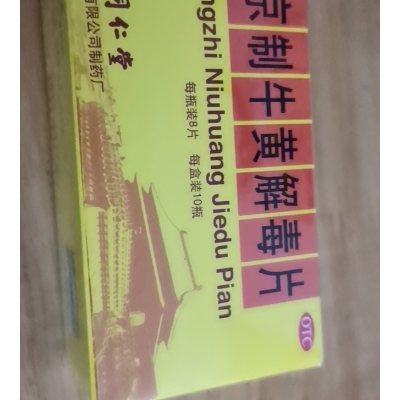 京制牛黄解毒片
ngzhi Niuhuang Jiedu Pian
每瓶装8片 每盒装10瓶
OTC
同仁堂
有限公司制药厂